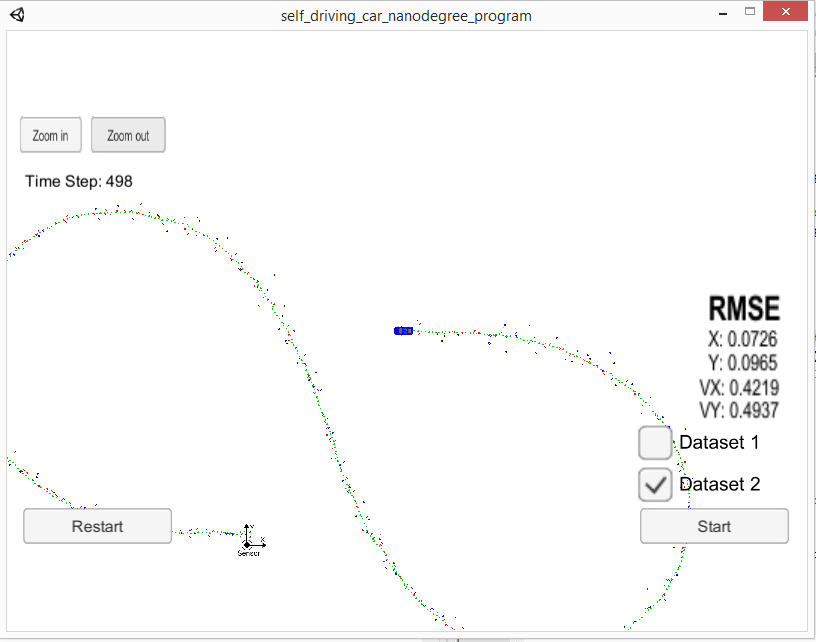 self_driving_car_nanodegree_program
Zoom in
Zoom out
Time Step: 498
RMSE
X: 0.0726
Y: 0.0965
VX: 0.4219
VY: 0.4937
Dataset 1
Dataset 2
Restart
Start
Y
X
Sensor